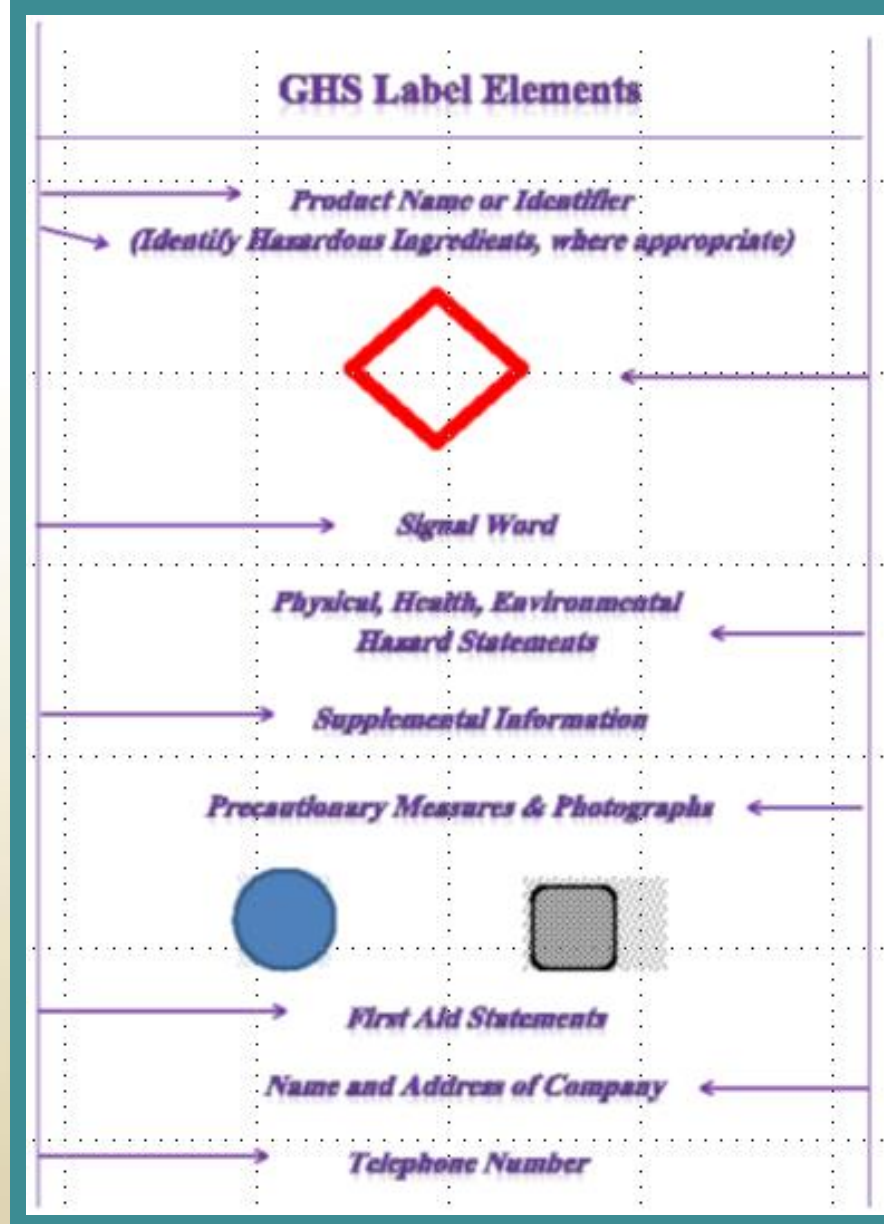 GHS Label Elements
Product Name or Identifier
(Identify Hazardous Ingredients, where appropriate)
Signal Word
Physical, Health, Environmental
Hazard Statements
Supplemental Information
Precautionary Measures & Photographs
First Aid Statements
Name and Address of Company
Telephone Number